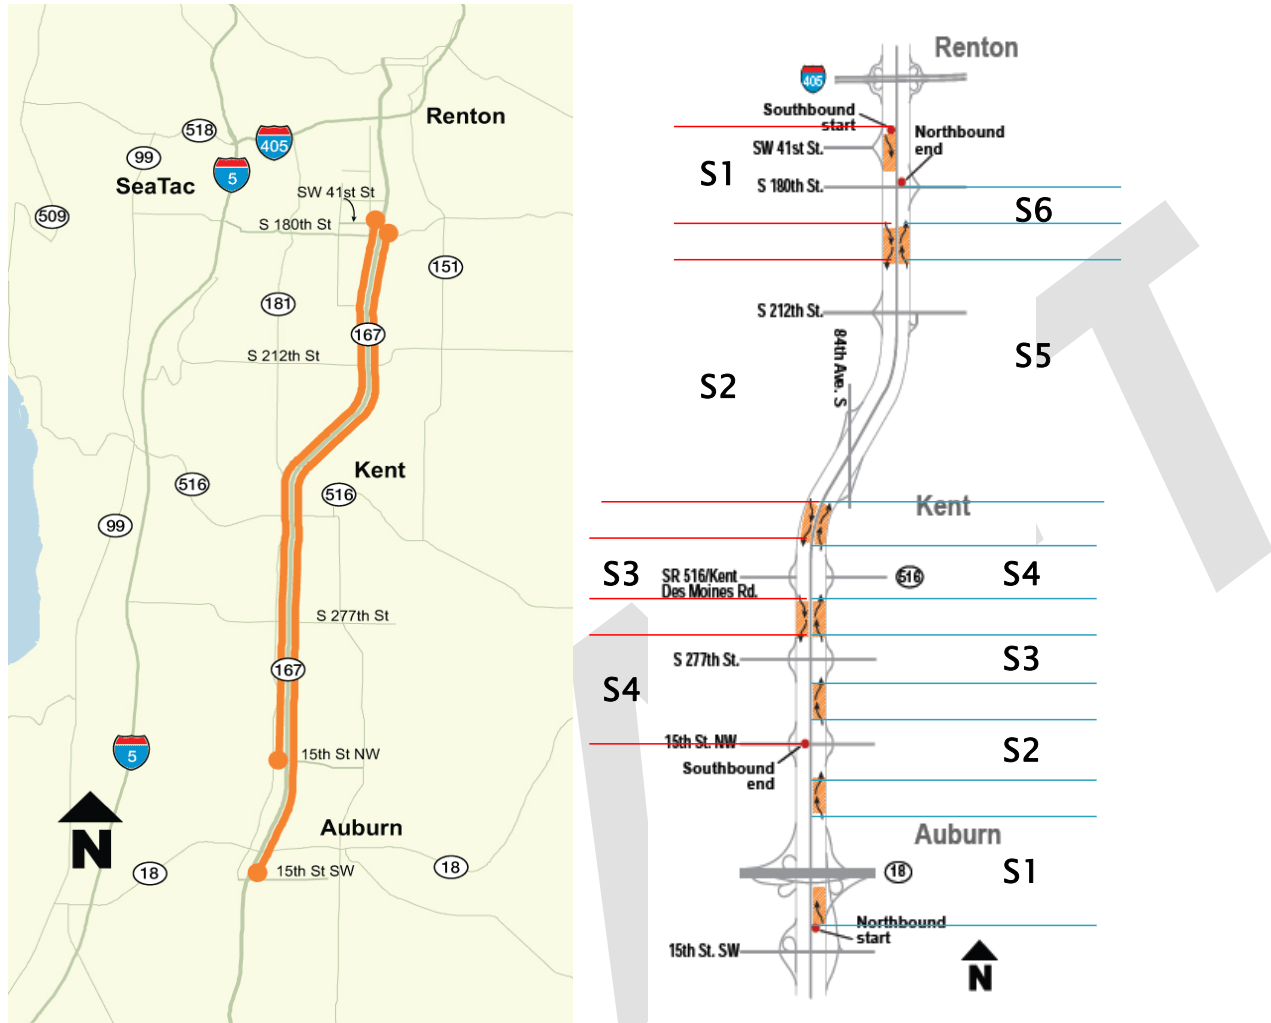 Renton
518
405
99
5
SeaTac
SW 41st St
509
S 180th St
151
181
167
S 212th St
Kent
516
516
99
S 277th St
167
5
15th St NW
N
Auburn
18
15th St SW
18
Renton
405
Southbound
start
Northbound
end
SW 41st St.
S1
S 180th St.
S6
S 212th St.
84th Ave. S
S5
S2
Kent
S3
SR 516/Kent
Des Moines Rd.
516
S4
S 277th St.
S3
S4
15th St. NW
S2
Southbound
end
Auburn
18
S1
Northbound
start
15th St. SW
N